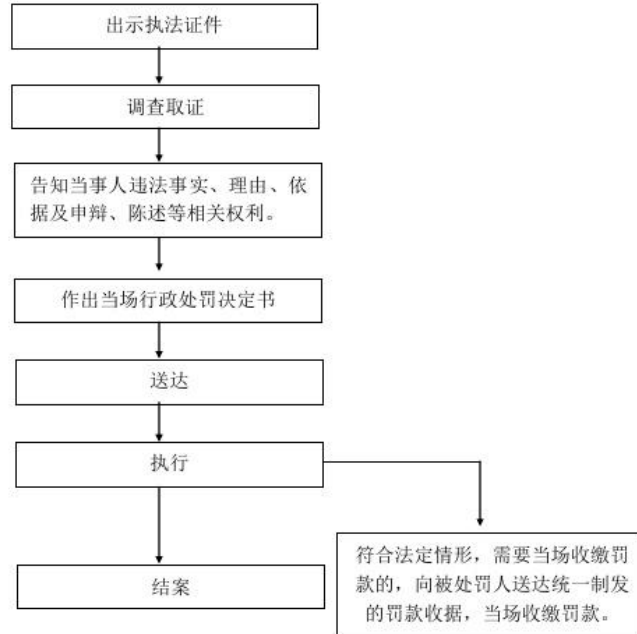 出示执法证件
调查取证
告知当事人违法事实、理由、依
据及申辩、陈述等相关权利。
作出当场行政处罚决定书
送达
执行
符合法定情形，需要当场收缴罚
款的，向被处罚人送达统一制发
的罚款收据，当场收缴罚款。
结案